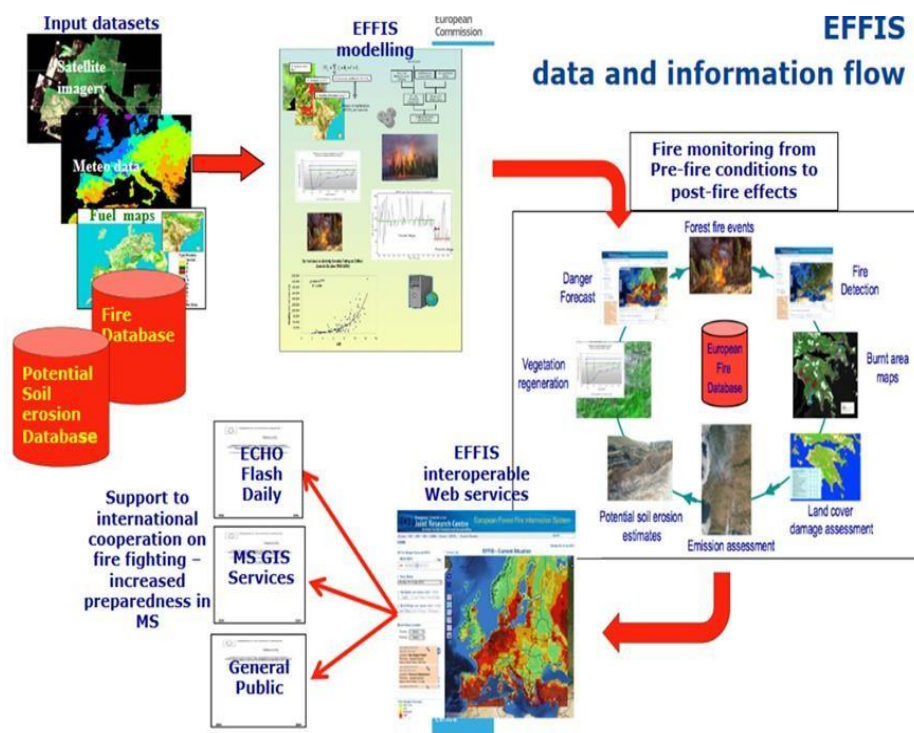 Input datasets
Satellite
imagery
Meteo data
Fuel maps
Fire
Database
Potential
Soil
erosion
Database
EFFIS
modelling
European
Commission
EFFIS
data and information flow
Fire monitoring from
Pre-fire conditions to
post-fire effects
Forest fire events
Danger
Forecast
Fire
Detection
Vegetation
regeneration
European
Fire
Database
Burnt area
maps
Potential soil erosion
estimates
Emission assessment
Land cover
damage assessment
EFFIS
interoperable
Web services
Joint Research Centre
European Forest Fire Information System
EFFIS - Current Situation
Support to
international
cooperation on
fire fighting –
increased
preparedness in
MS
ECHO
Flash
Daily
MS GIS
Services
General
Public